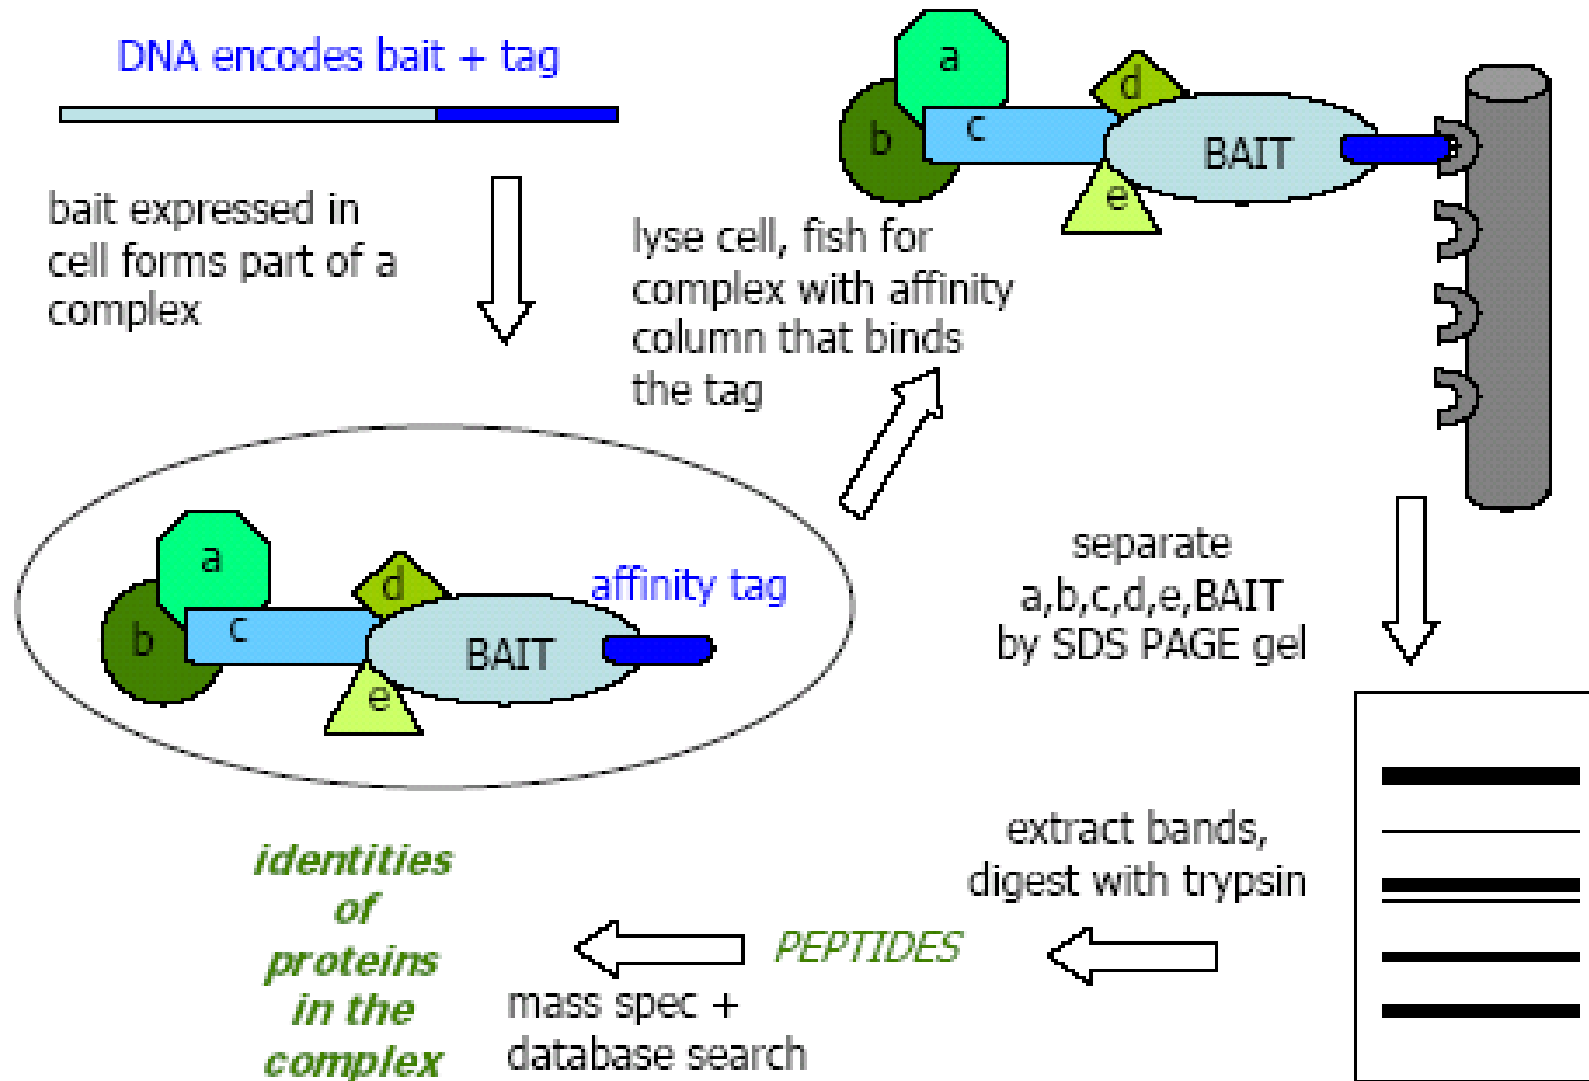 DNA encodes bait + tag
bait expressed in
cell forms part of a
complex
a
b
c
d
e
BAIT
affinity tag
lyse cell, fish for
complex with affinity
column that binds
the tag
a
b
c
d
e
BAIT
separate
a,b,c,d,e,BAIT
by SDS PAGE gel
extract bands,
digest with trypsin
PEPTIDES
mass spec +
database search
identities
of
proteins
in the
complex